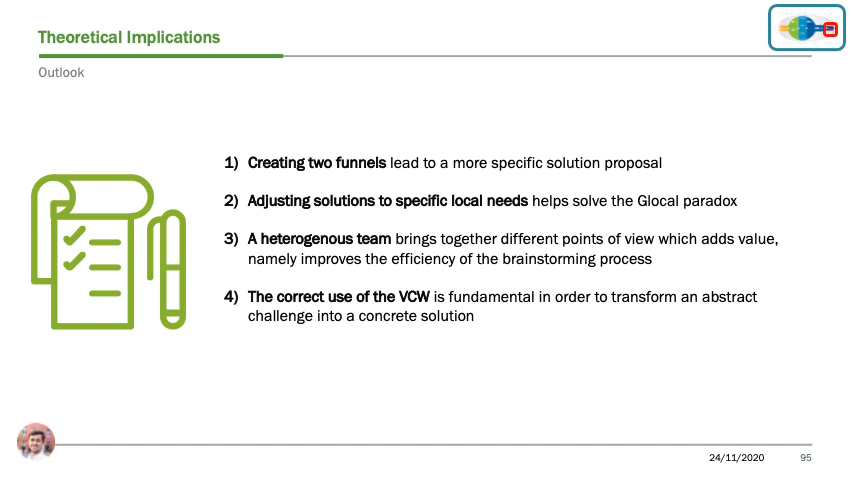 Theoretical Implications
Outlook
1) Creating two funnels lead to a more specific solution proposal
2) Adjusting solutions to specific local needs helps solve the Glocal paradox
3) A heterogenous team brings together different points of view which adds value,
namely improves the efficiency of the brainstorming process
4) The correct use of the VCW is fundamental in order to transform an abstract
challenge into a concrete solution
24/11/2020
95